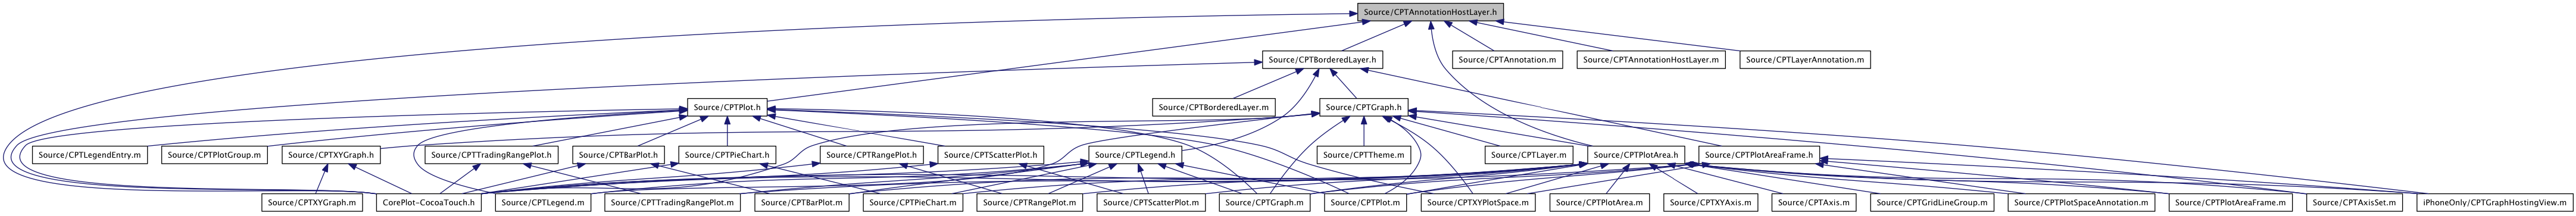 Source/CPTAnnotationHostLayer.h
Source/CPTBorderedLayer.h
Source/CPTAnnotation.m
Source/CPTAnnotationHostLayer.m
Source/CPTLayerAnnotation.m
Source/CPTPlot.h
Source/CPTBorderedLayer.m
Source/CPTGraph.h
Source/CPTLegendEntry.m
Source/CPTPlotGroup.m
Source/CPTXYGraph.h
Source/CPTTradingRangePlot.h
Source/CPTBarPlot.h
Source/CPTPieChart.h
Source/CPTRangePlot.h
Source/CPTScatterPlot.h
Source/CPTLegend.h
Source/CPTTheme.m
Source/CPTLayer.m
Source/CPTPlotArea.h
Source/CPTPlotAreaFrame.h
Source/CPTXYGraph.m
CorePlot-CocoaTouch.h
Source/CPTLegend.m
Source/CPTTradingRangePlot.m
Source/CPTBarPlot.m
Source/CPTPieChart.m
Source/CPTRangePlot.m
Source/CPTScatterPlot.m
Source/CPTGraph.m
Source/CPTPlot.m
Source/CPTXYPlotSpace.m
Source/CPTPlotArea.m
Source/CPTXYAxis.m
Source/CPTAxis.m
Source/CPTGridLineGroup.m
Source/CPTPlotSpaceAnnotation.m
Source/CPTPlotAreaFrame.m
Source/CPTAxisSet.m
iPhoneOnly/CPTGraphHostingView.m